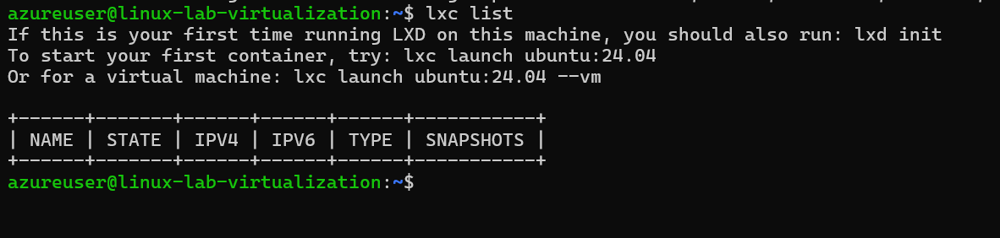 azureuser@linux-lab-virtualization:~$ lxc list
If this is your first time running LXD on this machine, you should also run: lxd init
To start your first container, try: lxc launch ubuntu:24.04
Or for a virtual machine: lxc launch ubuntu:24.04 --vm
+------+-------+------+------+------+-----------+
| NAME | STATE | IPV4 | IPV6 | TYPE | SNAPSHOTS |
+------+-------+------+------+------+-----------+
azureuser@linux-lab-virtualization:~$